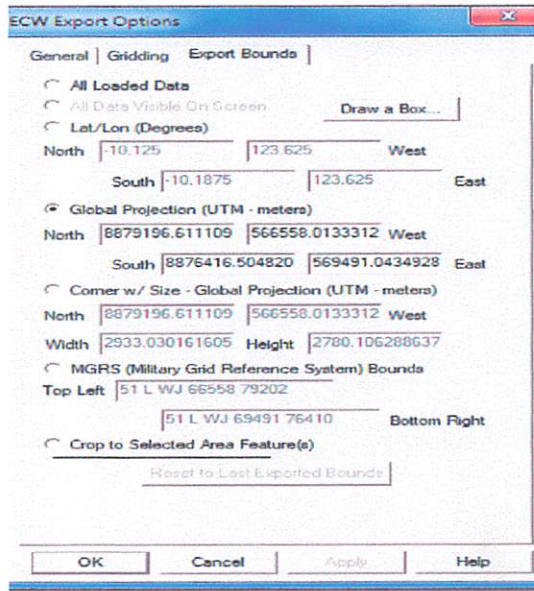 ECW Export Options
General Gridding Export Bounds
All Loaded Data
All Data Visible On Screen Draw a Box...
Lat/Lon (Degrees)
North -10.125 123.625 West
South -10.1875 123.625 East
Global Projection (UTM - meters)
North 8879196.611109 566558.0133312 West
South 8876416.504820 569491.0434928 East
Corner w/ Size - Global Projection (UTM - meters)
North 8879196.611109 566558.0133312 West
Width 2933.030161605 Height 2780.106288637
MGRS (Military Grid Reference System) Bounds
Top Left 51 L WJ 66558 79202
51 L WJ 69491 76410 Bottom Right
Crop to Selected Area Feature(s)
Reset to Last Exported Bounds
OK Cancel Apply Help